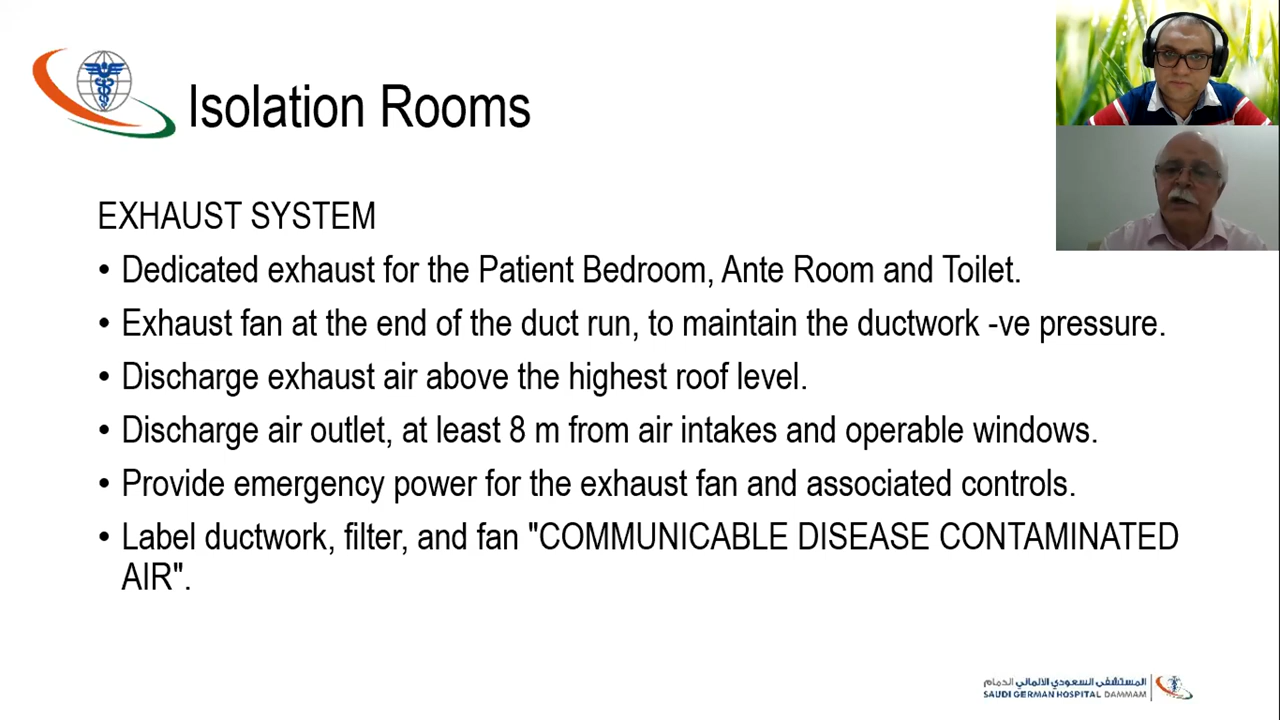 Isolation Rooms
EXHAUST SYSTEM
• Dedicated exhaust for the Patient Bedroom, Ante Room and Toilet.
• Exhaust fan at the end of the duct run, to maintain the ductwork -ve pressure.
• Discharge exhaust air above the highest roof level.
• Discharge air outlet, at least 8 m from air intakes and operable windows.
• Provide emergency power for the exhaust fan and associated controls.
• Label ductwork, filter, and fan "COMMUNICABLE DISEASE CONTAMINATED
AIR".
المستشفى السعودي الألماني الدمام
SAUDI GERMAN HOSPITAL DAMMAM